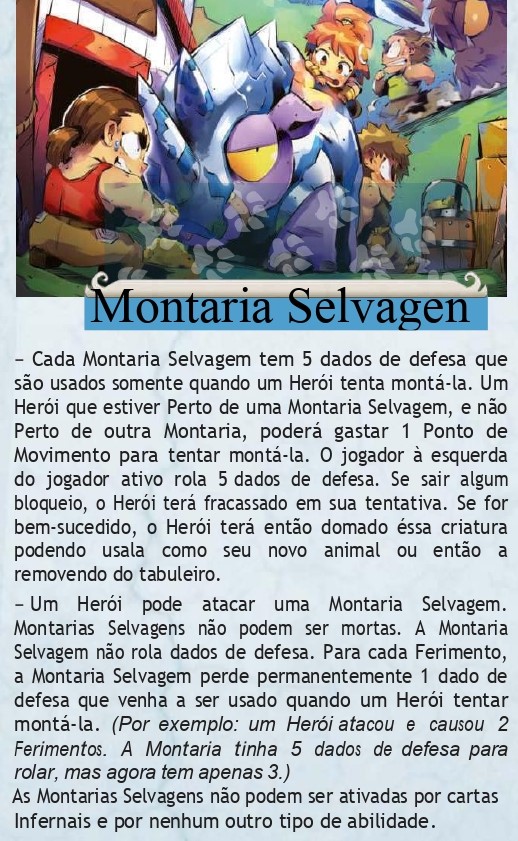 Montaria Selvagen
– Cada Montaria Selvagem tem 5 dados de defesa que
são usados somente quando um Herói tenta montá-la. Um
Herói que estiver Perto de uma Montaria Selvagem, e não
Perto de outra Montaria, poderá gastar 1 Ponto de
Movimento para tentar montá-la. O jogador à esquerda
do jogador ativo rola 5 dados de defesa. Se sair algum
bloqueio, o Herói terá fracassado em sua tentativa. Se for
bem-sucedido, o Herói terá então domado éssa criatura
podendo usala como seu novo animal ou então a
removendo do tabuleiro.
– Um Herói pode atacar uma Montaria Selvagem.
Montarias Selvagens não podem ser mortas. A Montaria
Selvagem não rola dados de defesa. Para cada Ferimento,
a Montaria Selvagem perde permanentemente 1 dado de
defesa que venha a ser usado quando um Herói tentar
montá-la. (Por exemplo: um Herói atacou e causou 2
Ferimentos. A Montaria tinha 5 dados de defesa para
rolar, mas agora tem apenas 3.)
As Montarias Selvagens não podem ser ativadas por cartas
Infernais e por nenhum outro tipo de abilidade.